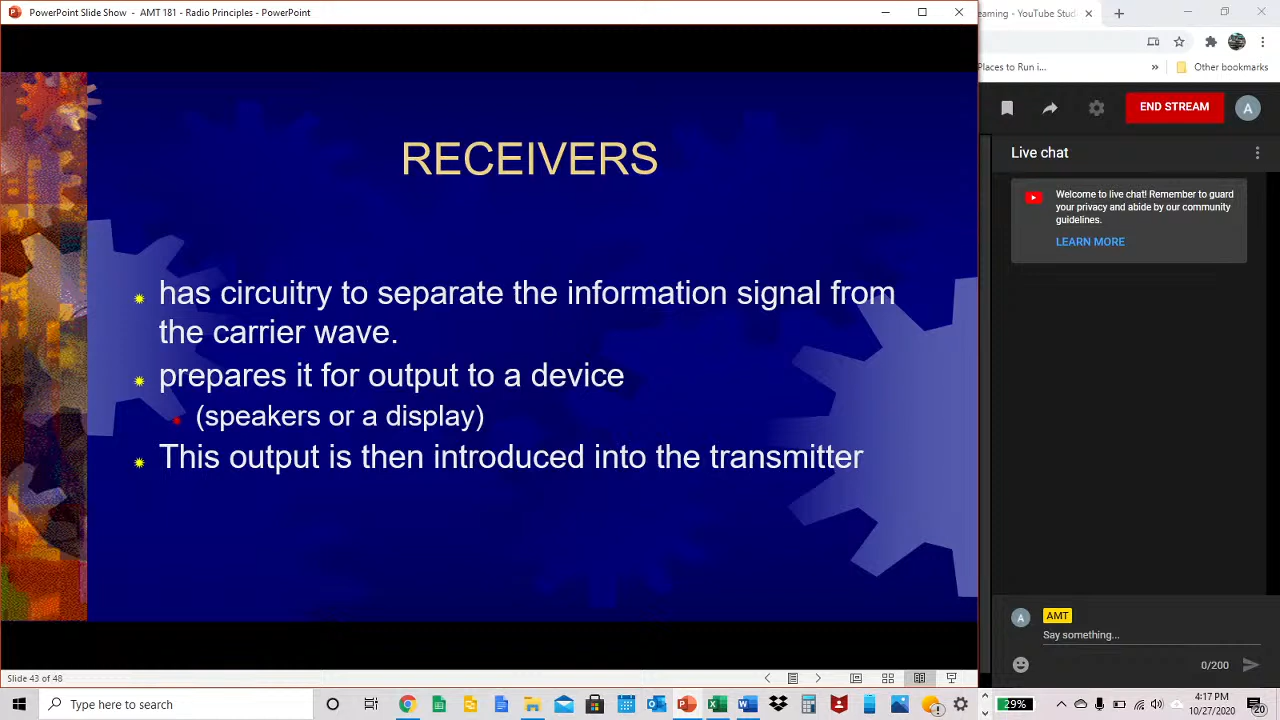 PowerPoint Slide Show - AMT 181 - Radio Principles - PowerPoint
earning - YouTube Stud
Places to Run i...
Other bookmarks
END STREAM
A
Live chat
Welcome to live chat! Remember to guard
your privacy and abide by our community
guidelines.
LEARN MORE
RECEIVERS
has circuitry to separate the information signal from
the carrier wave.
prepares it for output to a device
(speakers or a display)
This output is then introduced into the transmitter
A
AMT
Say something...
0/200
Slide 43 of 48
Type here to search
29%
4:17 PM
10/27/2020
20